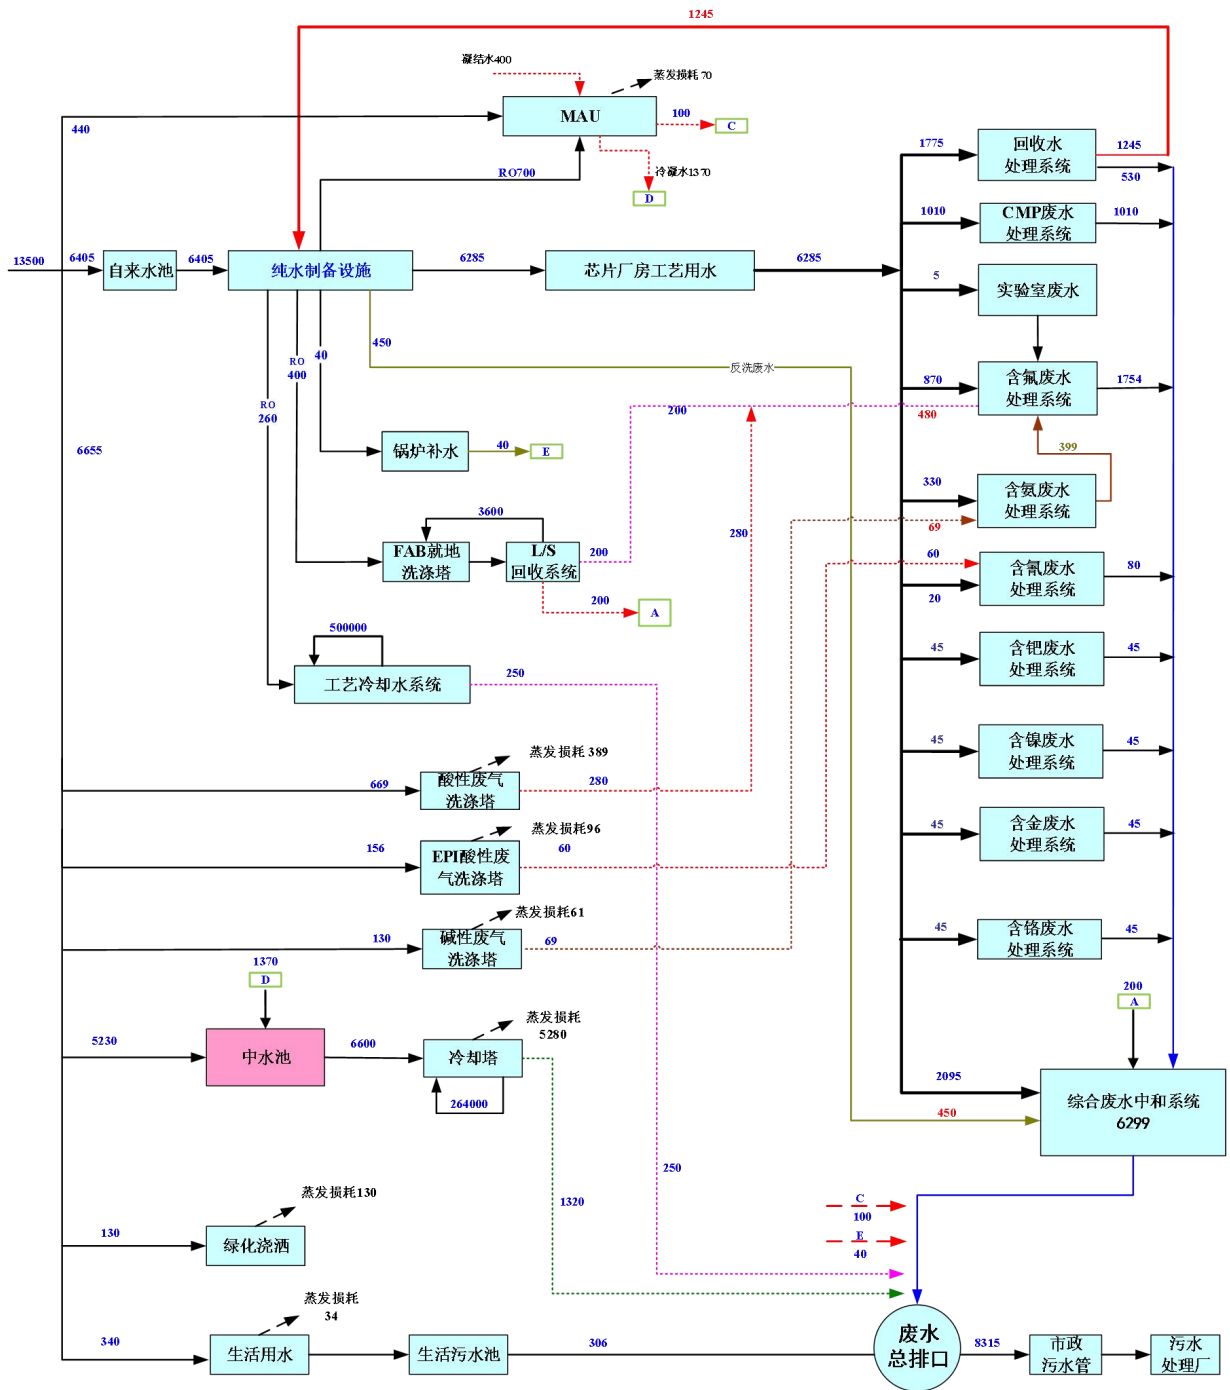 1245
凝结水400
蒸发损耗 70
MAU
100
C
440
RO700
冷凝水1370
D
1775
回收水
处理系统
1245
530
1010
CMP废水
处理系统
1010
13500
6405
自来水池
6405
纯水制备设施
6285
芯片厂房工艺用水
6285
5
实验室废水
450
40
RO
400
反洗废水
870
含氟废水
处理系统
1754
RO
260
200
480
6655
锅炉补水
40
E
399
330
含氨废水
处理系统
69
3600
280
FAB就地
洗涤塔
L/S
回收系统
200
60
含氰废水
处理系统
80
20
200
A
500000
工艺冷却水系统
250
45
含钯废水
处理系统
45
蒸发损耗 389
669
酸性废气
洗涤塔
280
45
含镍废水
处理系统
45
蒸发损耗96
156
EPI酸性废
气洗涤塔
60
45
含金废水
处理系统
45
蒸发损耗61
130
碱性废气
洗涤塔
69
45
含铬废水
处理系统
45
1370
D
200
A
蒸发损耗
5280
5230
中水池
6600
冷却塔
264000
2095
综合废水中和系统
6299
450
250
1320
蒸发损耗130
130
绿化浇洒
C
100
E
40
蒸发损耗
34
340
生活用水
生活污水池
306
废水
总排口
8315
市政
污水管
污水
处理厂